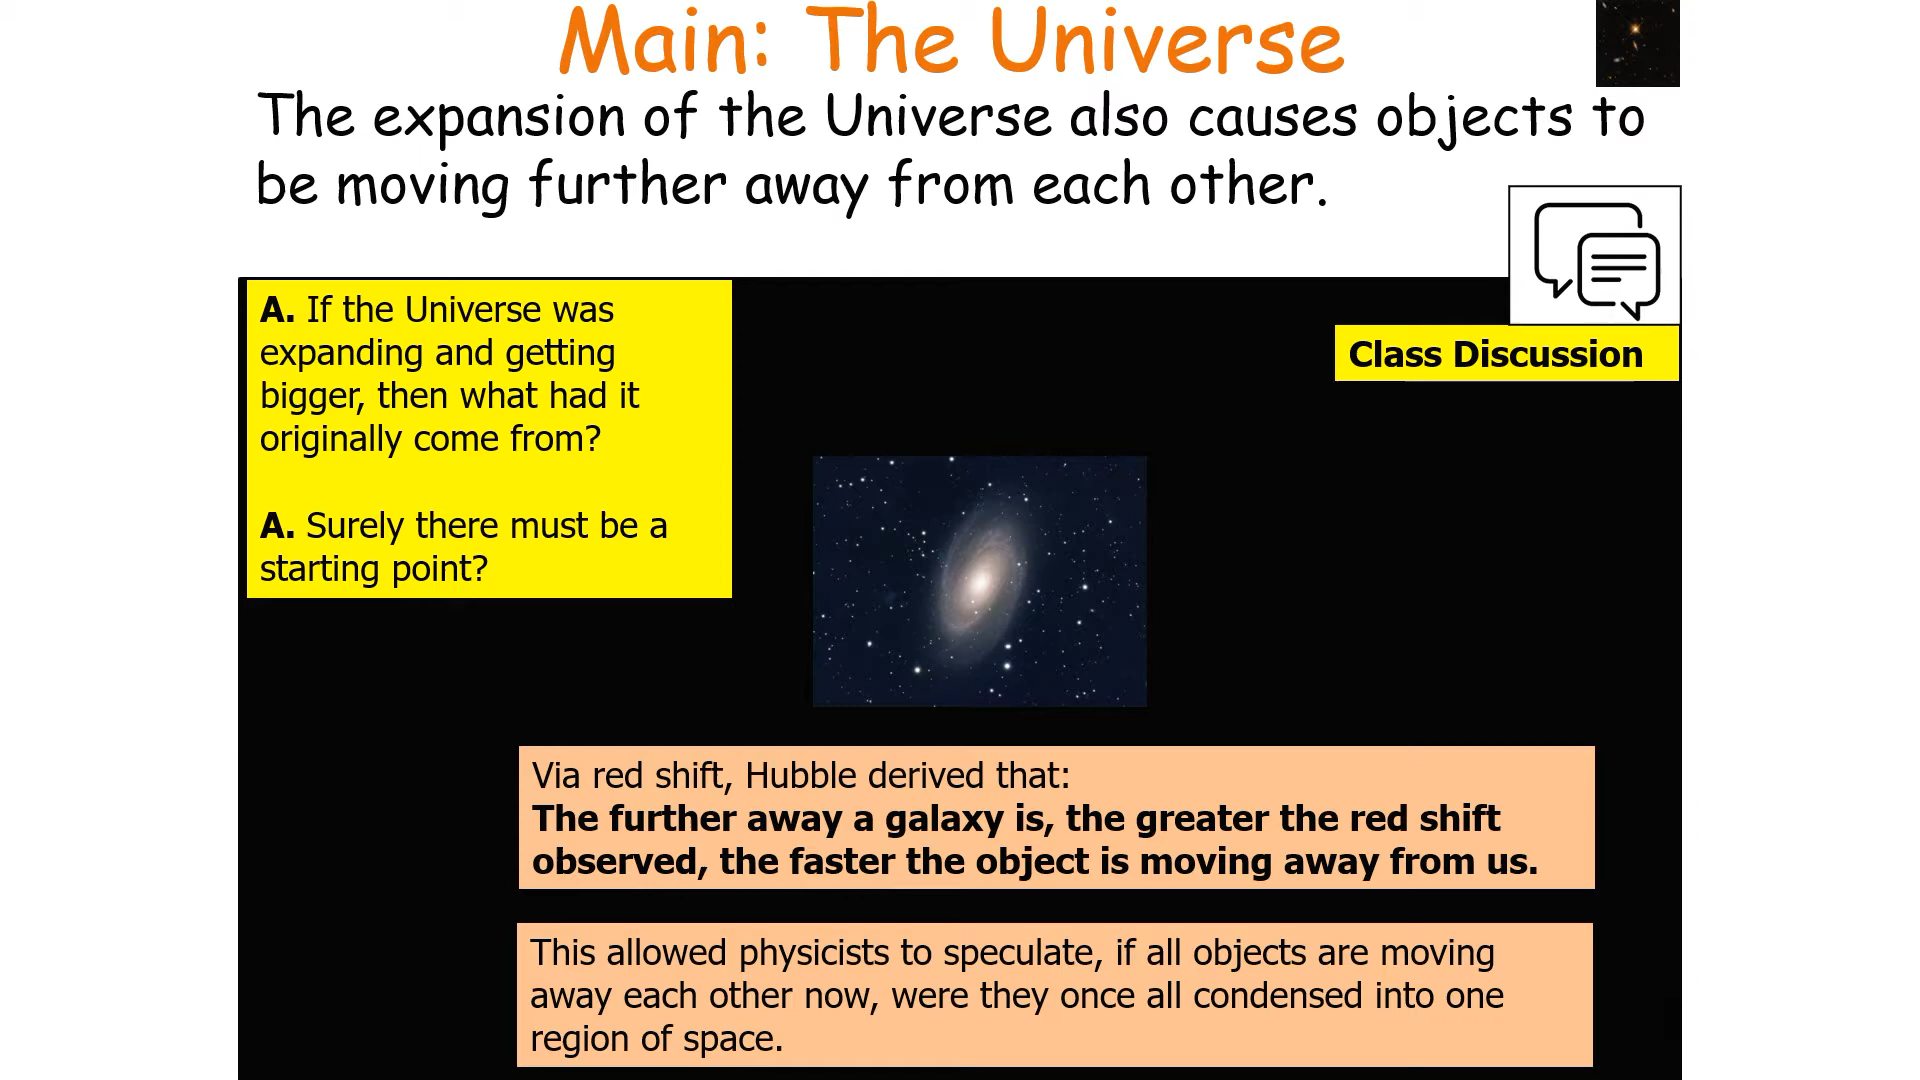 Main: The Universe
The expansion of the Universe also causes objects to
be moving further away from each other.
A. If the Universe was
expanding and getting
bigger, then what had it
originally come from?
A. Surely there must be a
starting point?
Class Discussion
Via red shift, Hubble derived that:
The further away a galaxy is, the greater the red shift
observed, the faster the object is moving away from us.
This allowed physicists to speculate, if all objects are moving
away each other now, were they once all condensed into one
region of space.